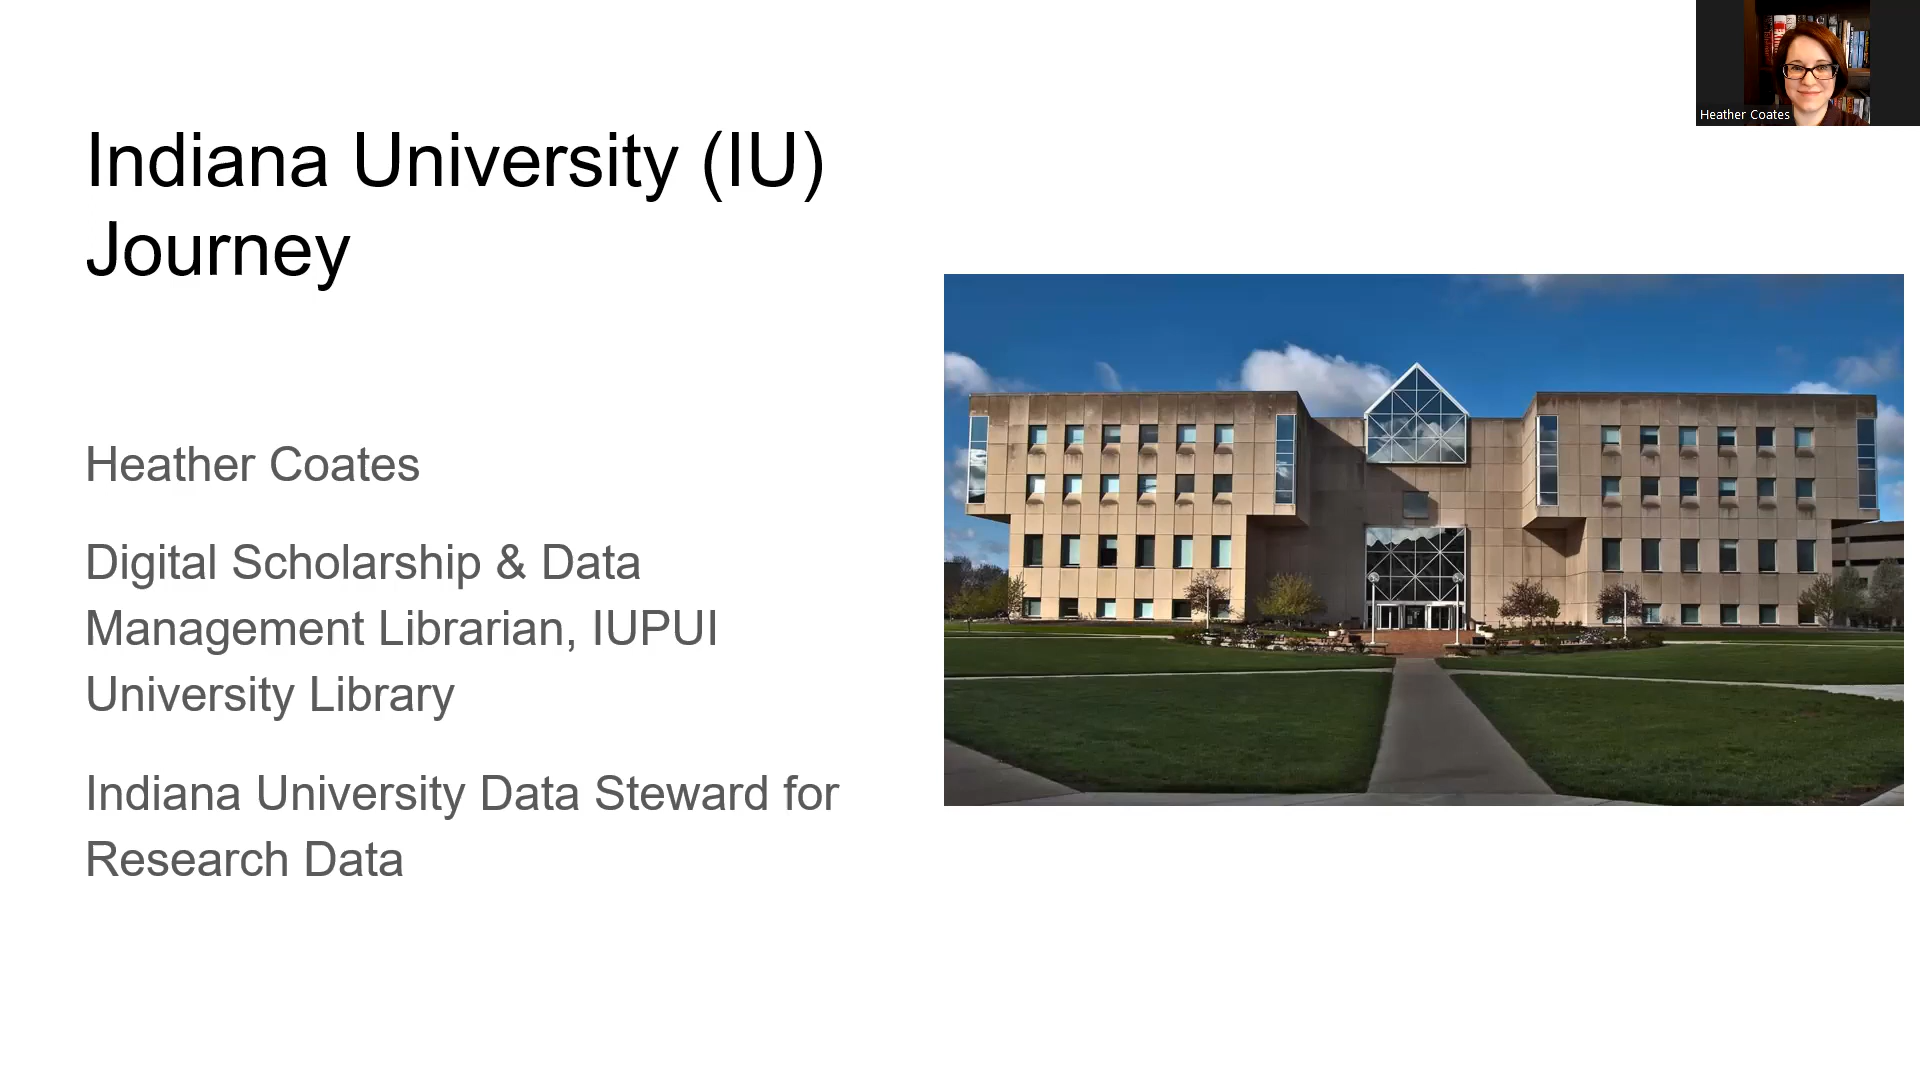 Heather Coates
Indiana University (IU)
Journey
Heather Coates
Digital Scholarship & Data
Management Librarian, IUPUI
University Library
Indiana University Data Steward for
Research Data